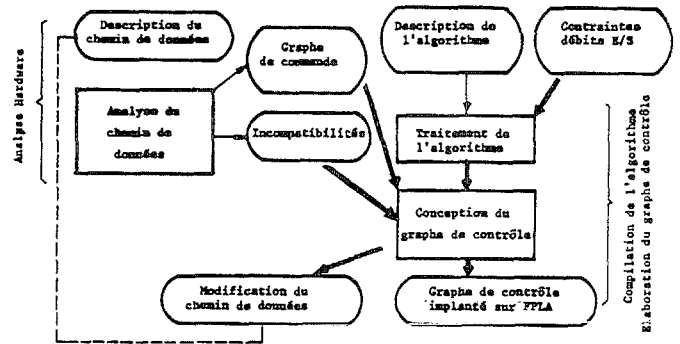 Description du
chemin de données
Graphe
de commande
Description de
l'algorithme
Contraintes
débits E/S
Analyse Hardware
Analyse du
chemin de
données
Incompatibilités
Traitement de
l'algorithme
Conception du
graphe de contrôle
Modification du
chemin de données
Graphe de contrôle
implanté sur FPLA
Compilation de l'algorithme
Elaboration du graphe de contrôle